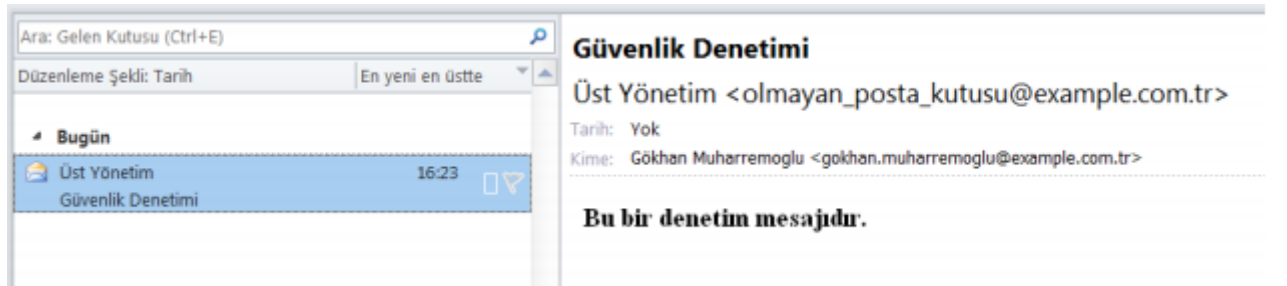 Ara: Gelen Kutusu (Ctrl+E)
Düzenleme Şekli: Tarih En yeni en üstte
Bugün
Üst Yönetim 16:23
Güvenlik Denetimi
Güvenlik Denetimi
Üst Yönetim <olmayan_posta_kutusu@example.com.tr>
Tarih: Yok
Kime: Gökhan Muharremoglu <gokhan.muharremoglu@example.com.tr>
Bu bir denetim mesajıdır.